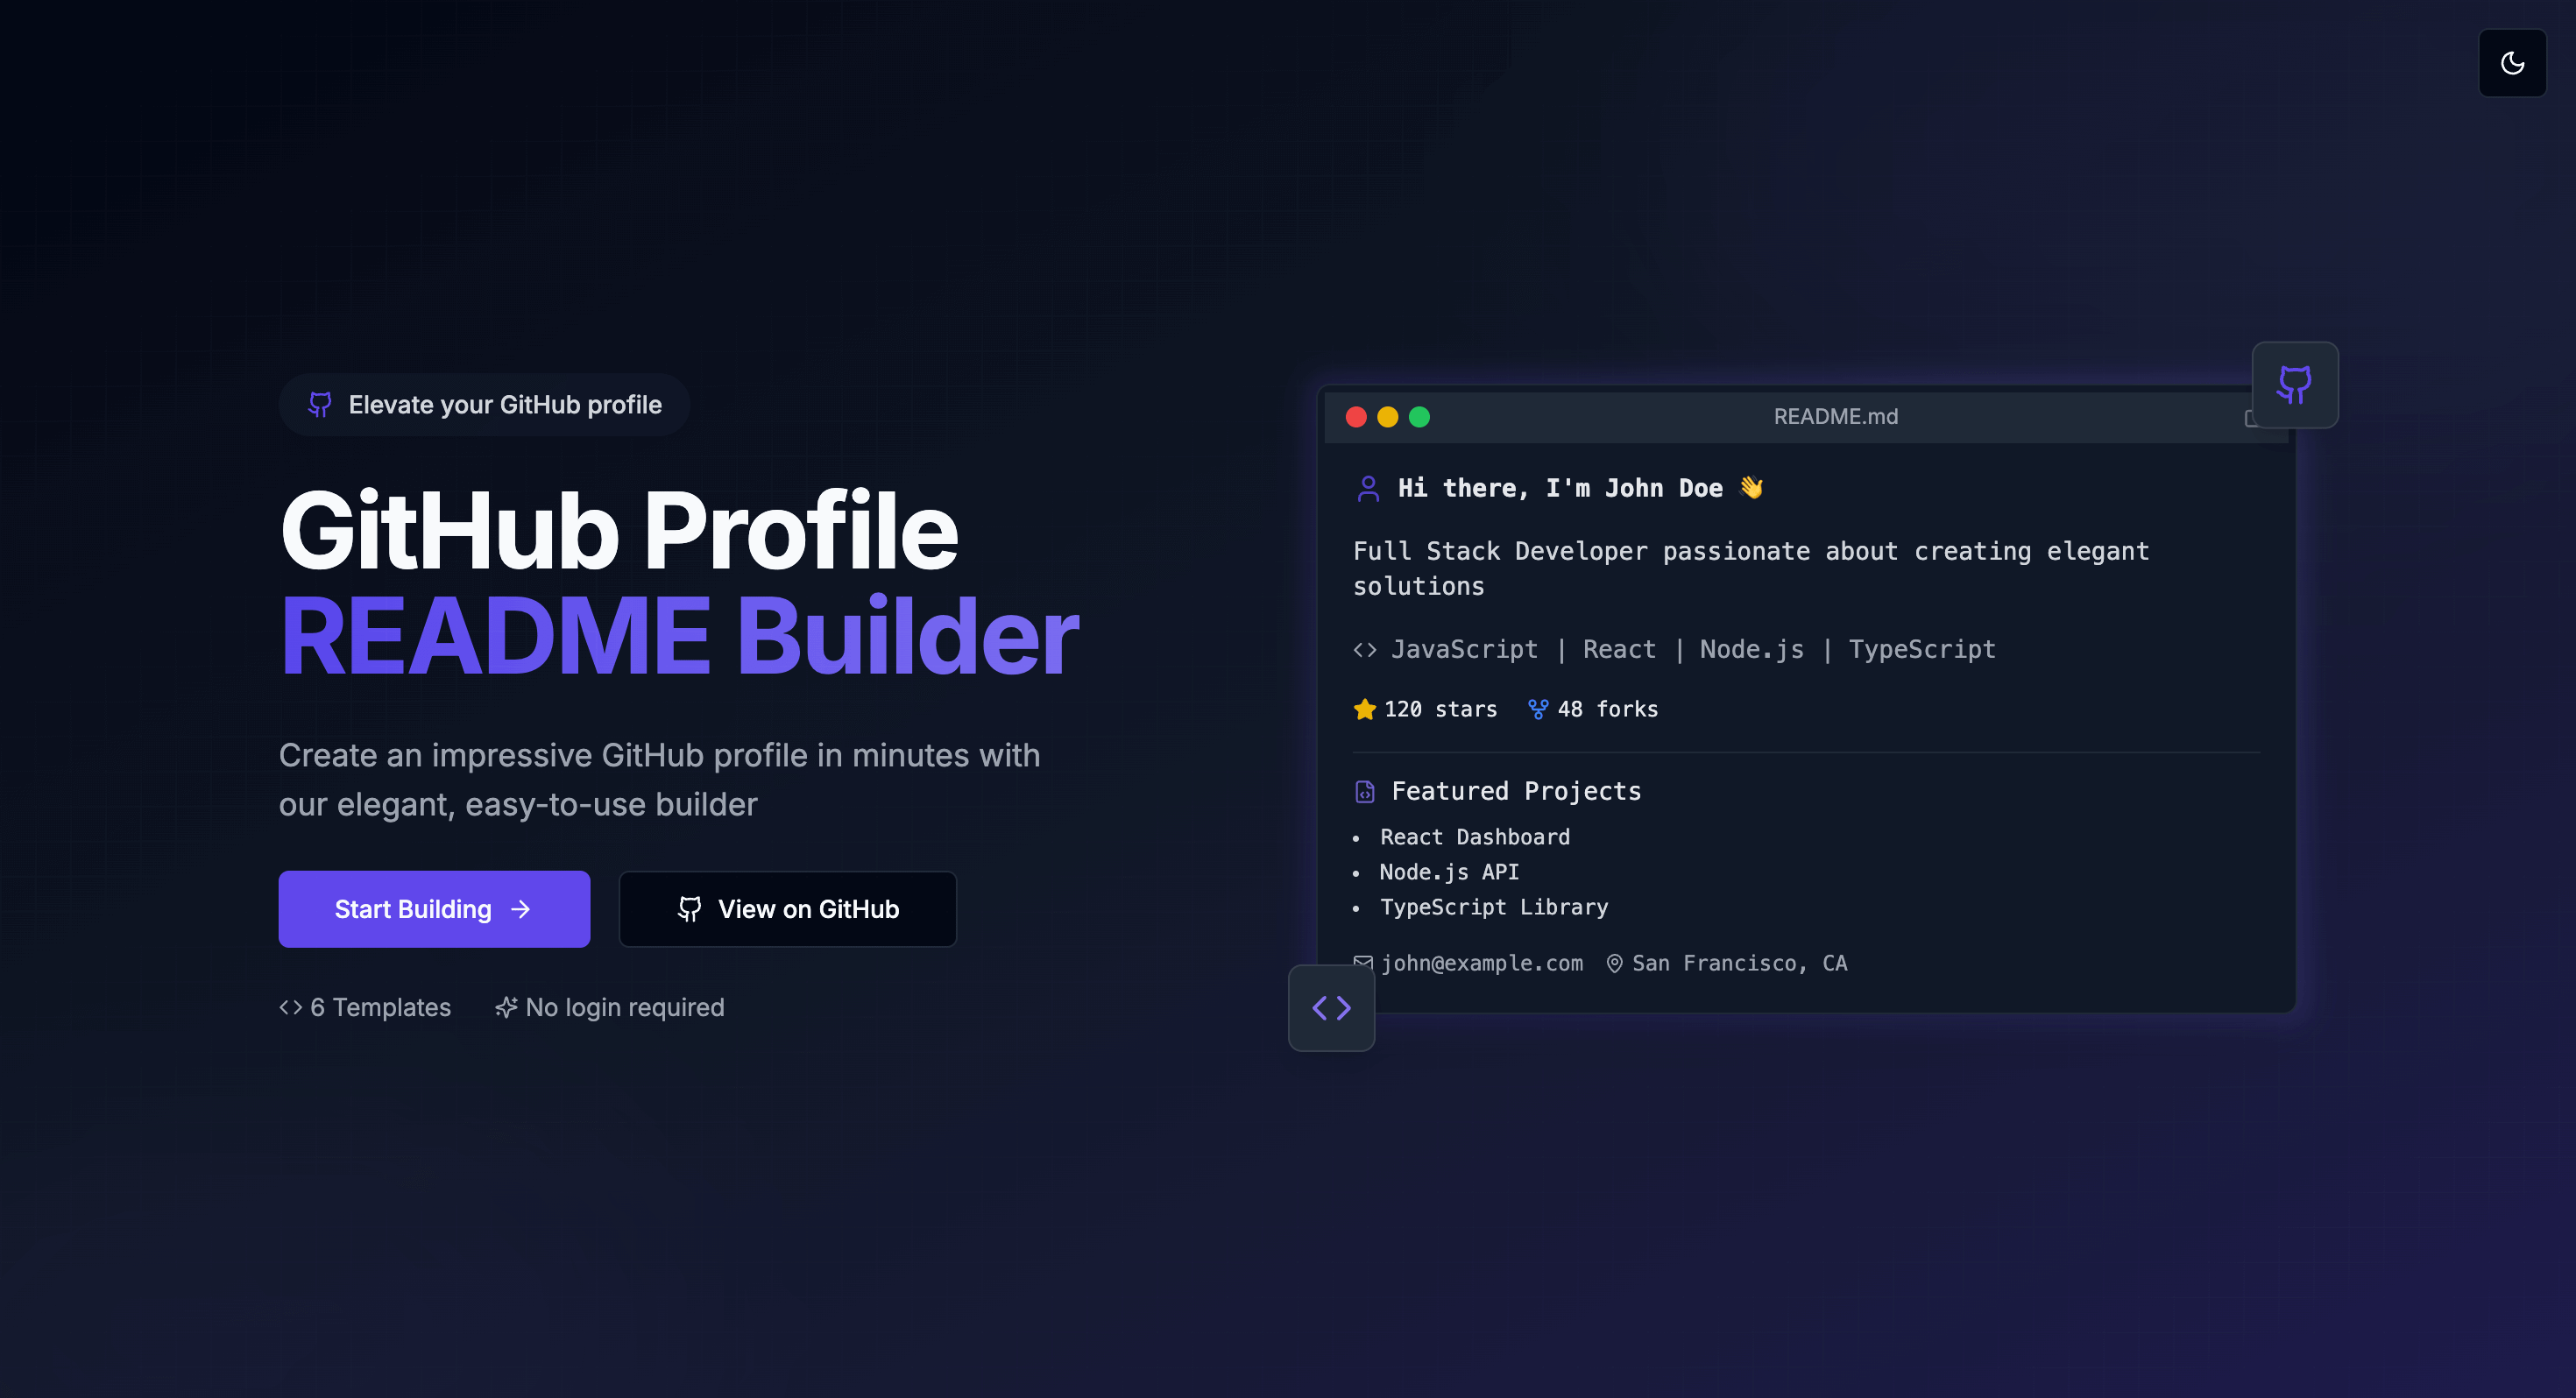 Elevate your GitHub profile
GitHub Profile
README Builder
Create an impressive GitHub profile in minutes with
our elegant, easy-to-use builder
Start Building
View on GitHub
6 Templates
No login required
README.md
Hi there, I'm John Doe 👋
Full Stack Developer passionate about creating elegant
solutions
JavaScript | React | Node.js | TypeScript
120 stars
48 forks
Featured Projects
• React Dashboard
• Node.js API
• TypeScript Library
john@example.com
San Francisco, CA